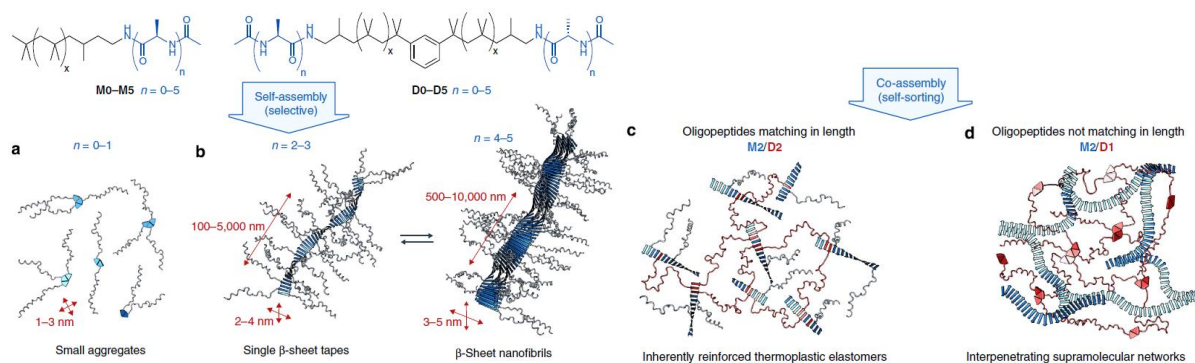 NH
O
N
H
O
n
x
M0–M5 n = 0–5
O
N
H
O
H
N
n
x
x
NH
O
H
N
O
n
D0–D5 n = 0–5
Self-assembly
(selective)
Co-assembly
(self-sorting)
a
n = 0–1
1–3 nm
Small aggregates
b
n = 2–3
100–5,000 nm
2–4 nm
Single β-sheet tapes
n = 4–5
500–10,000 nm
3–5 nm
β-Sheet nanofibrils
c
Oligopeptides matching in length
M2/D2
Inherently reinforced thermoplastic elastomers
d
Oligopeptides not matching in length
M2/D1
Interpenetrating supramolecular networks